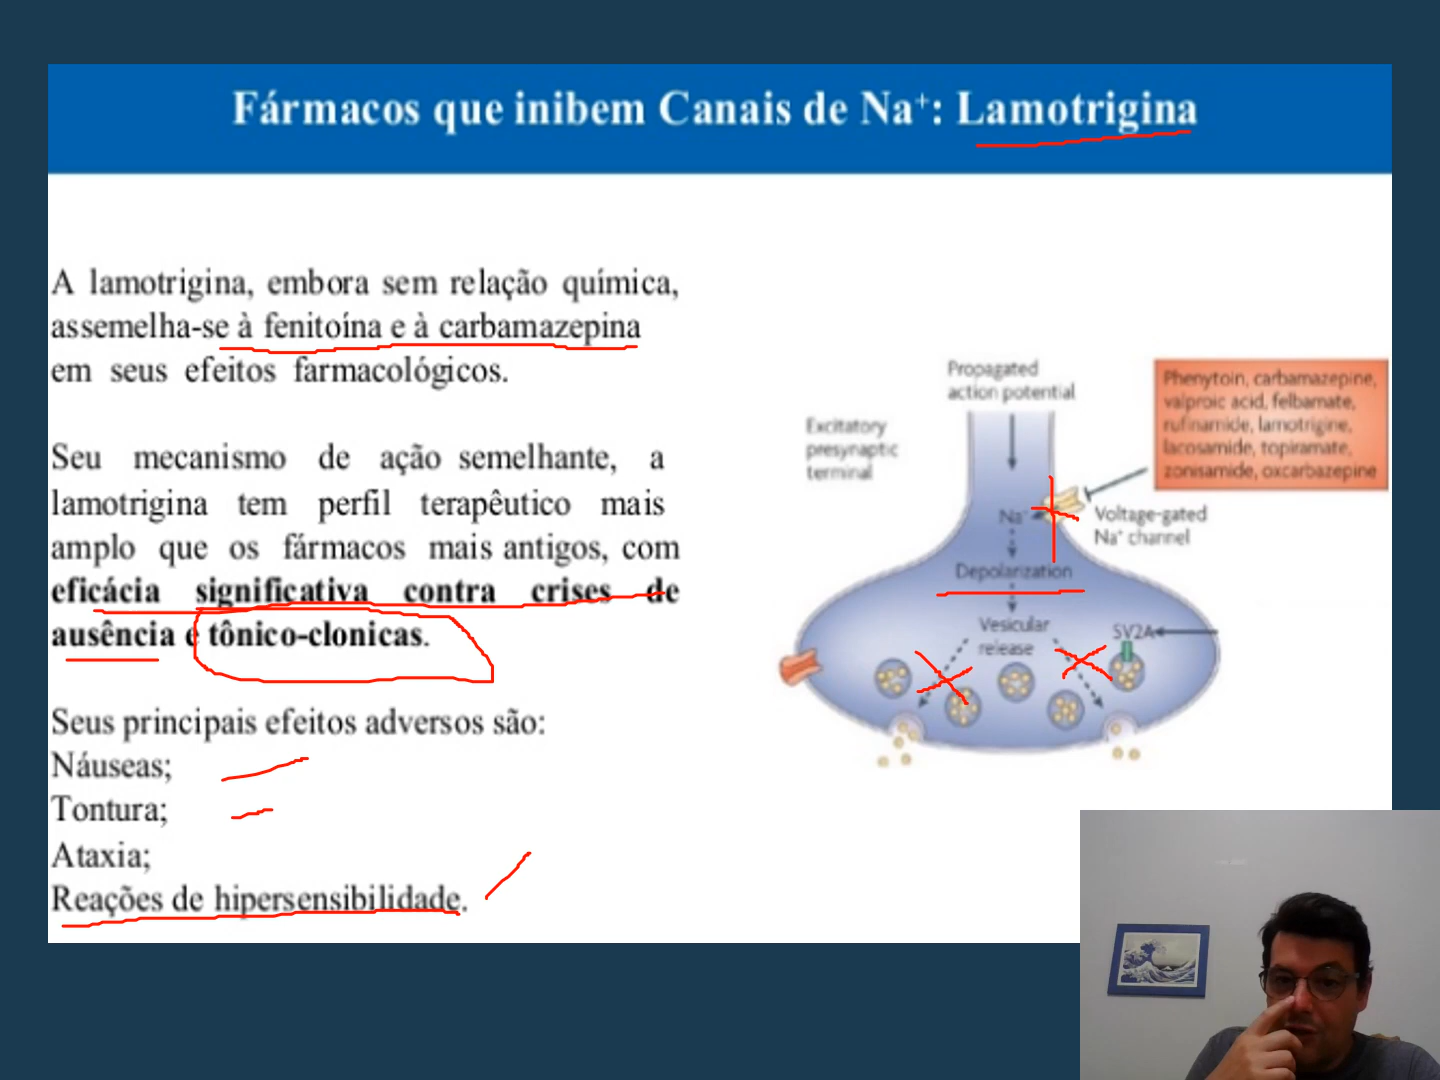 Fármacos que inibem Canais de Na⁺: Lamotrigina
A lamotrigina, embora sem relação química,
assemelha-se à fenitoína e à carbamazepina
em seus efeitos farmacológicos.
Seu mecanismo de ação semelhante, a
lamotrigina tem perfil terapêutico mais
amplo que os fármacos mais antigos, com
eficácia significativa contra crises de
ausência e tônico-clonicas.
Seus principais efeitos adversos são:
Náuseas;
Tontura;
Ataxia;
Reações de hipersensibilidade.
Propagated
action potential
Excitatory
presynaptic
terminal
Phenytoin, carbamazepine,
valproic acid, felbamate,
rufinamide, lamotrigine,
lacosamide, topiramate,
zonisamide, oxcarbazepine
Na⁺
Voltage-gated
Na⁺ channel
Depolarization
Vesicular
release
SV2A